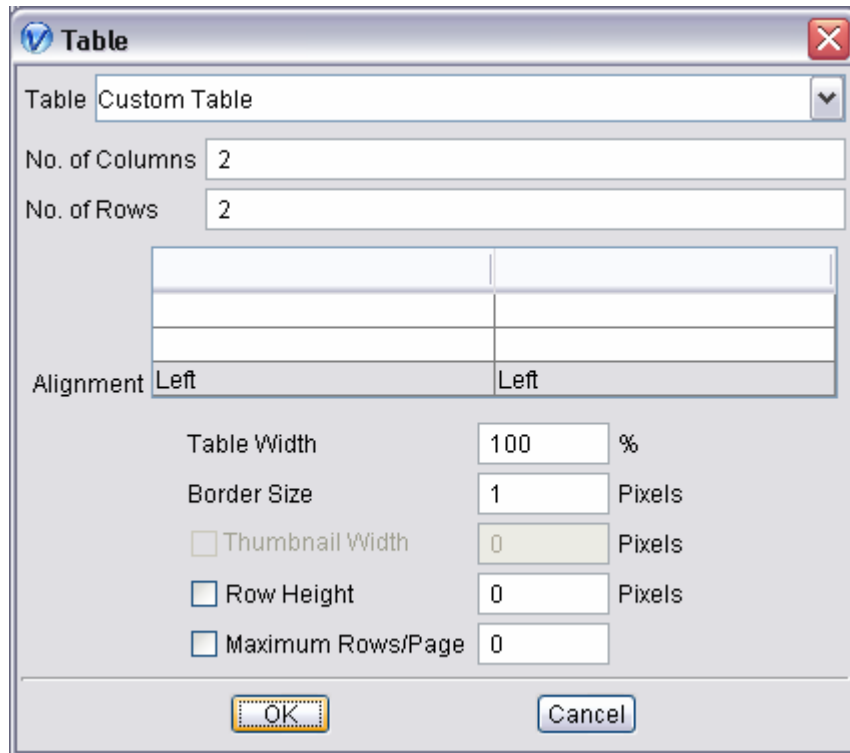 Table
Table Custom Table
No. of Columns 2
No. of Rows 2
Alignment Left Left
Table Width 100 %
Border Size 1 Pixels
Thumbnail Width 0 Pixels
Row Height 0 Pixels
Maximum Rows/Page 0
OK Cancel